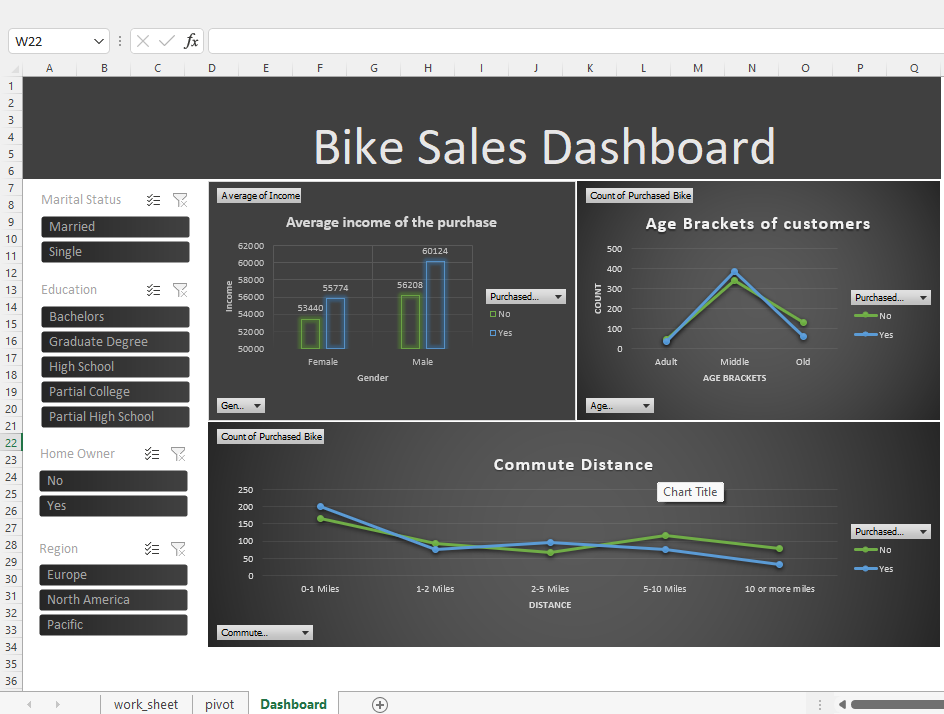 W22
fx
A B C D E F G H I J K L M N O P Q
1
2
3
4
5
6
7
8
9
10
11
12
13
14
15
16
17
18
19
20
21
22
23
24
25
26
27
28
29
30
31
32
33
34
35
36
Bike Sales Dashboard
Marital Status
Married
Single
Education
Bachelors
Graduate Degree
High School
Partial College
Partial High School
Home Owner
No
Yes
Region
Europe
North America
Pacific
Average of Income
Average income of the purchase
62000
60000
58000
56000
54000
52000
50000
Income
53440
55774
56208
60124
Female Male
Gender
Purchased...
No
Yes
Gen...
Count of Purchased Bike
Age Brackets of customers
500
400
300
200
100
0
COUNT
Adult Middle Old
AGE BRACKETS
Purchased...
No
Yes
Age...
Count of Purchased Bike
Commute Distance
Chart Title
250
200
150
100
50
0
0-1 Miles 1-2 Miles 2-5 Miles 5-10 Miles 10 or more miles
DISTANCE
Purchased...
No
Yes
Commute...
work_sheet pivot Dashboard